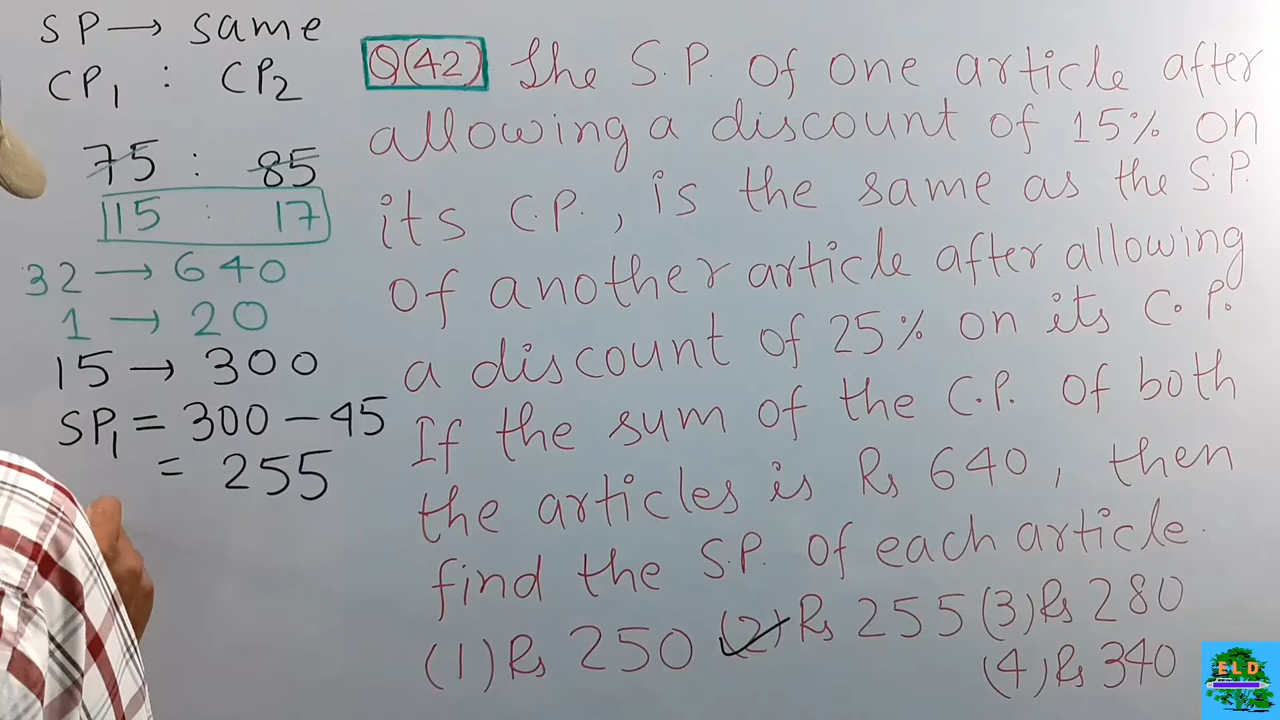 SP → same
CP1 : CP2
75 : 85
15 : 17
32 → 640
1 → 20
15 → 300
SP1 = 300 - 45
= 255
Q(42) The S.P. of one article after
allowing a discount of 15% on
its C.P., is the same as the S.P.
of another article after allowing
a discount of 25% on its C.P.
If the sum of the C.P. of both
the articles is Rs 640, then
find the S.P. of each article.
(1) Rs 250 (2) Rs 255 (3) Rs 280
(4) Rs 340
ELD